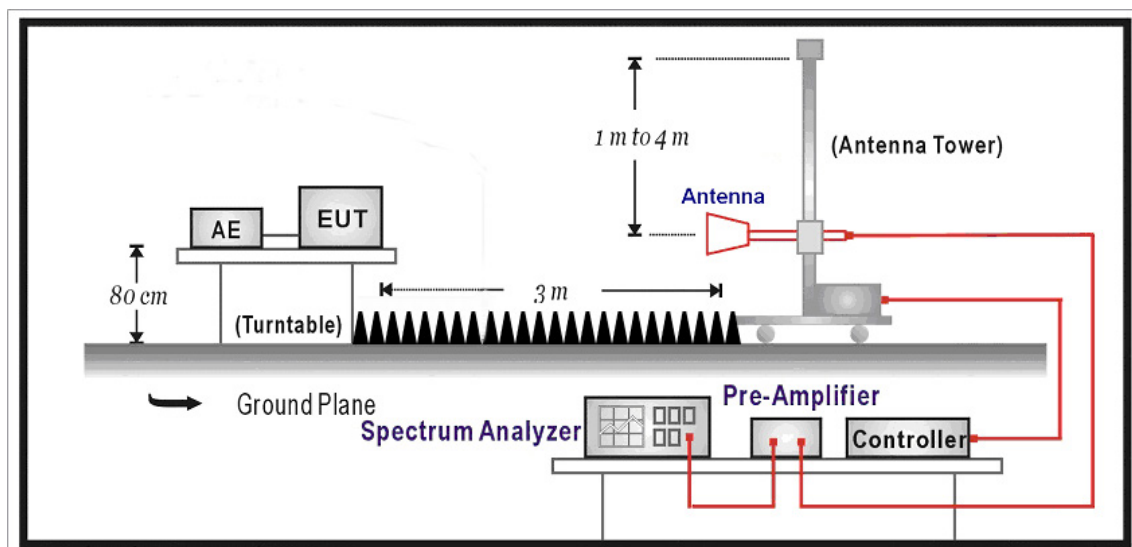 1 m to 4 m
(Antenna Tower)
Antenna
AE
EUT
80 cm
3 m
(Turntable)
Ground Plane
Pre-Amplifier
Spectrum Analyzer
Controller